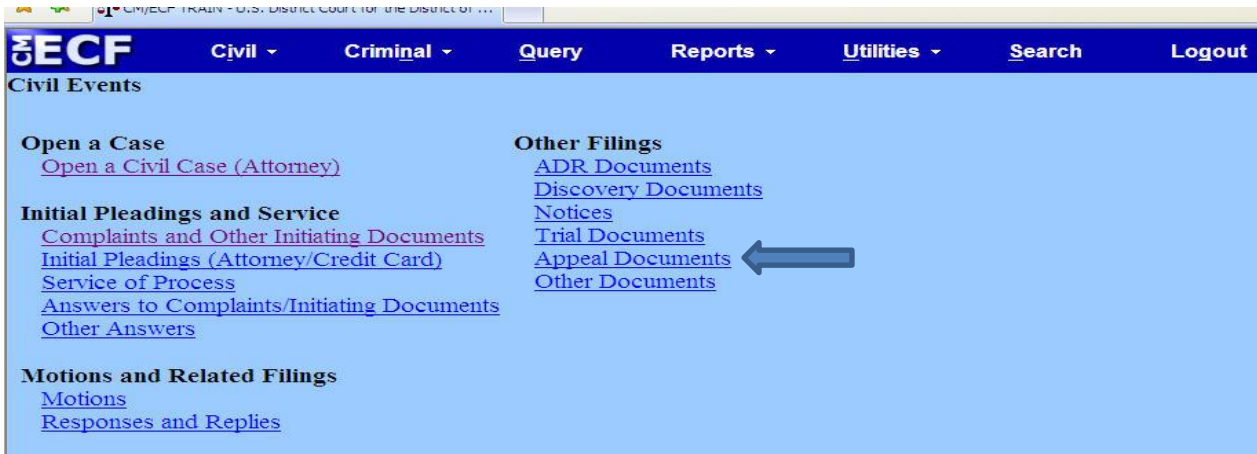 CM/ECF TRAIN - U.S. District Court for the District of ...
CM ECF Civil Criminal Query Reports Utilities Search Logout
Civil Events
Open a Case
Open a Civil Case (Attorney)
Initial Pleadings and Service
Complaints and Other Initiating Documents
Initial Pleadings (Attorney/Credit Card)
Service of Process
Answers to Complaints/Initiating Documents
Other Answers
Motions and Related Filings
Motions
Responses and Replies
Other Filings
ADR Documents
Discovery Documents
Notices
Trial Documents
Appeal Documents
Other Documents